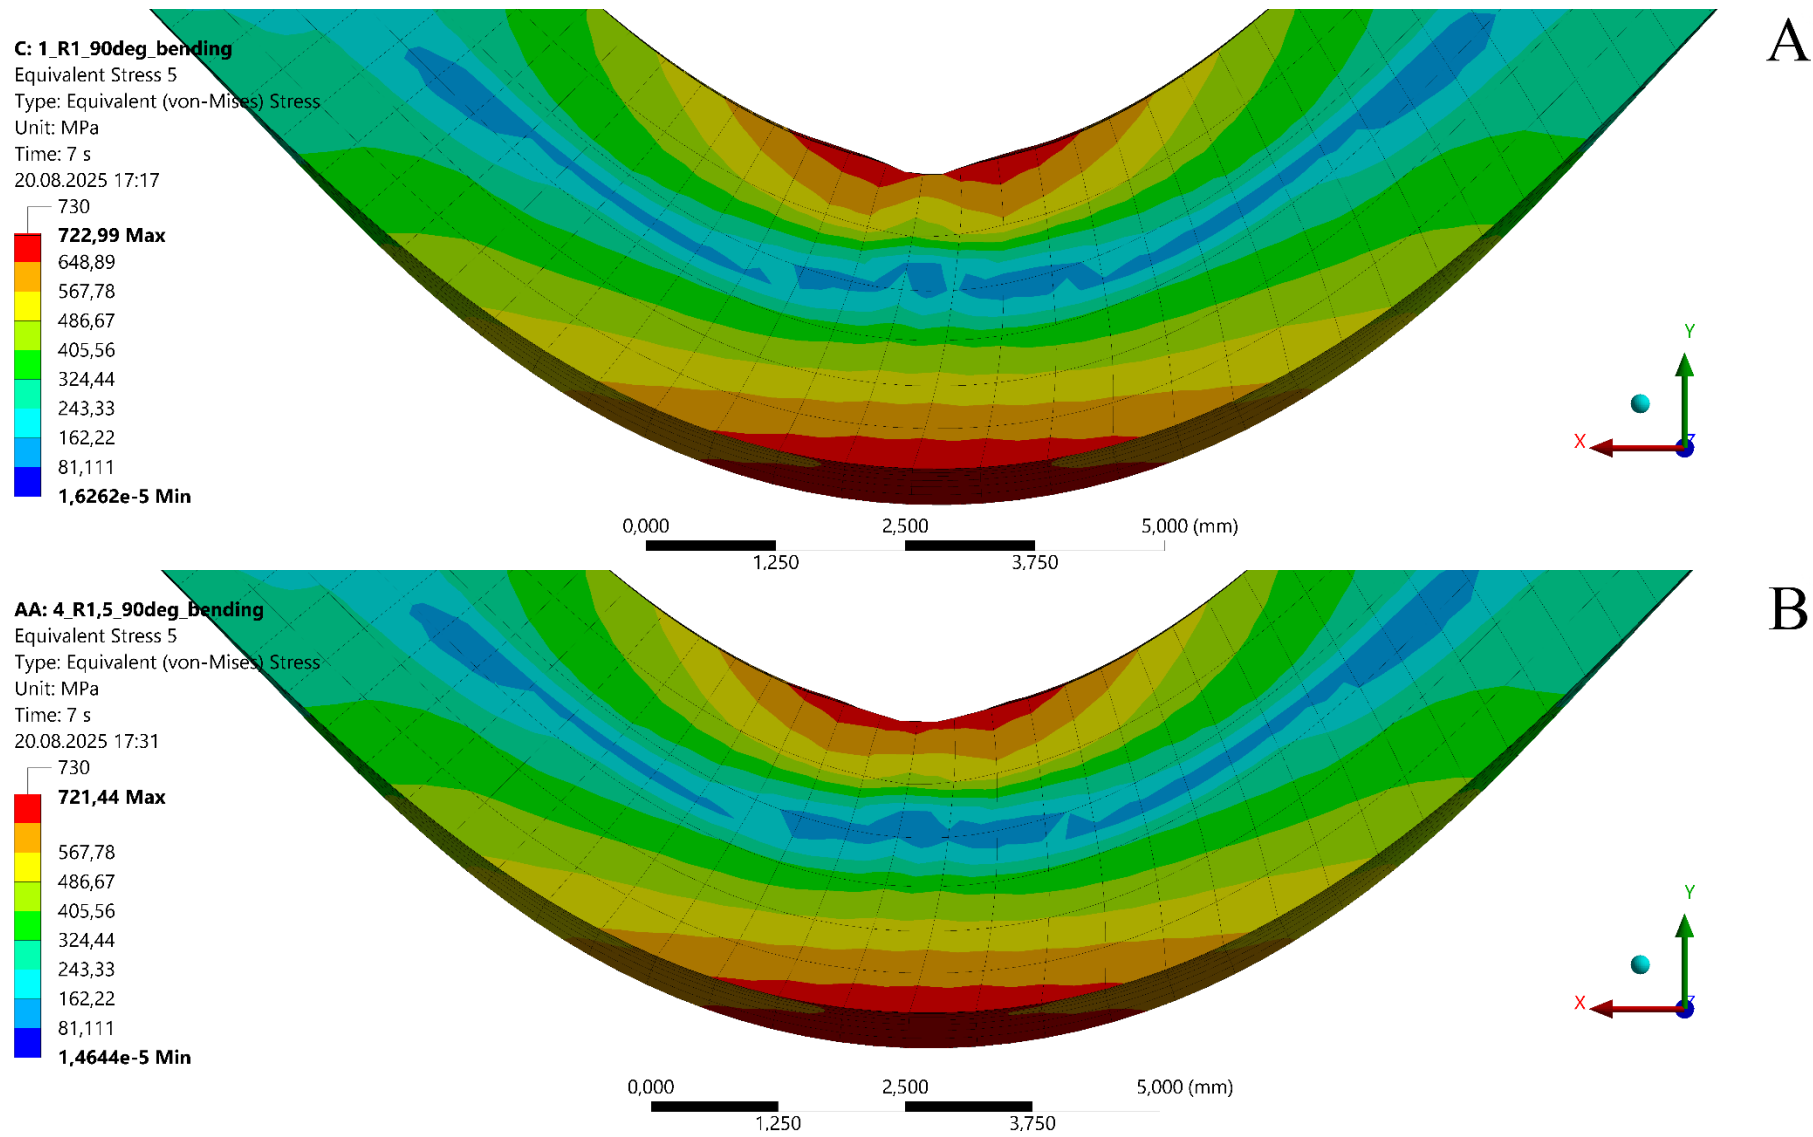 A
C: 1_R1_90deg_bending
Equivalent Stress 5
Type: Equivalent (von-Mises) Stress
Unit: MPa
Time: 7 s
20.08.2025 17:17
730
722,99 Max
648,89
567,78
486,67
405,56
324,44
243,33
162,22
81,111
1,6262e-5 Min
Y
X
Z
0,000 2,500 5,000 (mm)
1,250 3,750
B
AA: 4_R1,5_90deg_bending
Equivalent Stress 5
Type: Equivalent (von-Mises) Stress
Unit: MPa
Time: 7 s
20.08.2025 17:31
730
721,44 Max
567,78
486,67
405,56
324,44
243,33
162,22
81,111
1,4644e-5 Min
Y
X
Z
0,000 2,500 5,000 (mm)
1,250 3,750